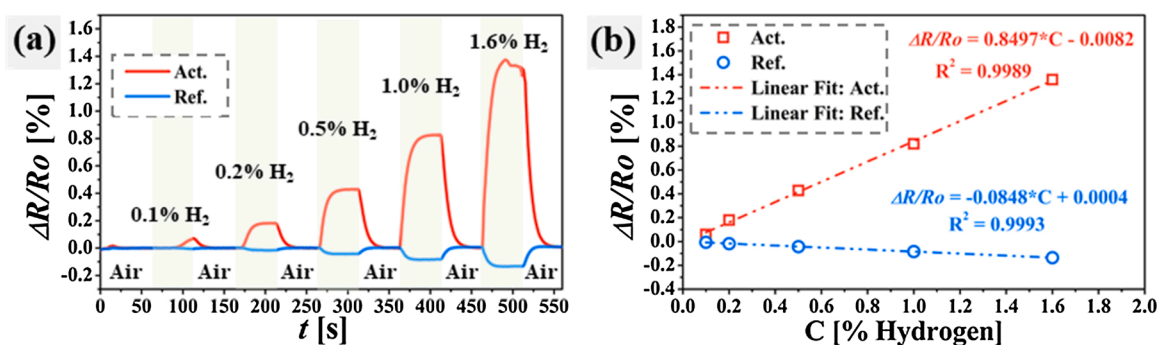 (a)
ΔR/Ro [%]
1.6
1.4
1.2
1.0
0.8
0.6
0.4
0.2
0.0
-0.2
Act.
Ref.
0.1% H2
0.2% H2
0.5% H2
1.0% H2
1.6% H2
Air Air Air Air Air Air
0 50 100 150 200 250 300 350 400 450 500 550
t [s]
(b)
ΔR/Ro [%]
1.8
1.6
1.4
1.2
1.0
0.8
0.6
0.4
0.2
0.0
-0.2
-0.4
Act.
Ref.
Linear Fit: Act.
Linear Fit: Ref.
ΔR/Ro = 0.8497*C - 0.0082
R² = 0.9989
ΔR/Ro = -0.0848*C + 0.0004
R² = 0.9993
0.0 0.2 0.4 0.6 0.8 1.0 1.2 1.4 1.6 1.8 2.0
C [% Hydrogen]